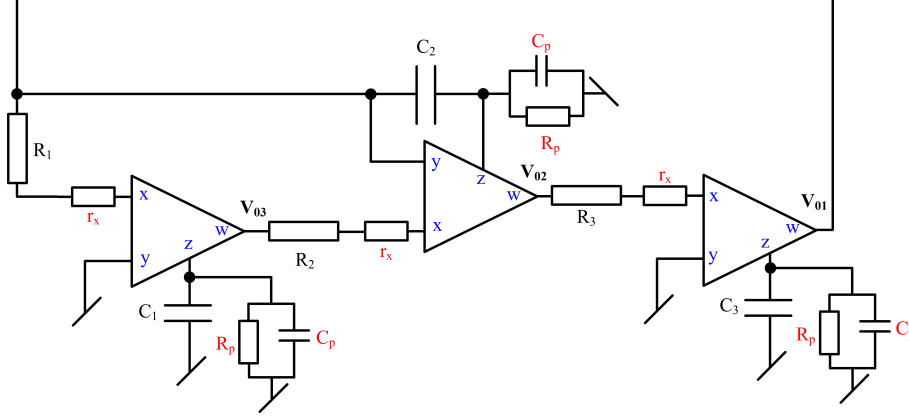 C2
Cp
Rp
R1
rx
x
y
z
w
V03
R2
rx
y
x
z
w
V02
R3
rx
x
y
z
w
V01
C1
Rp
Cp
C3
Rp
C